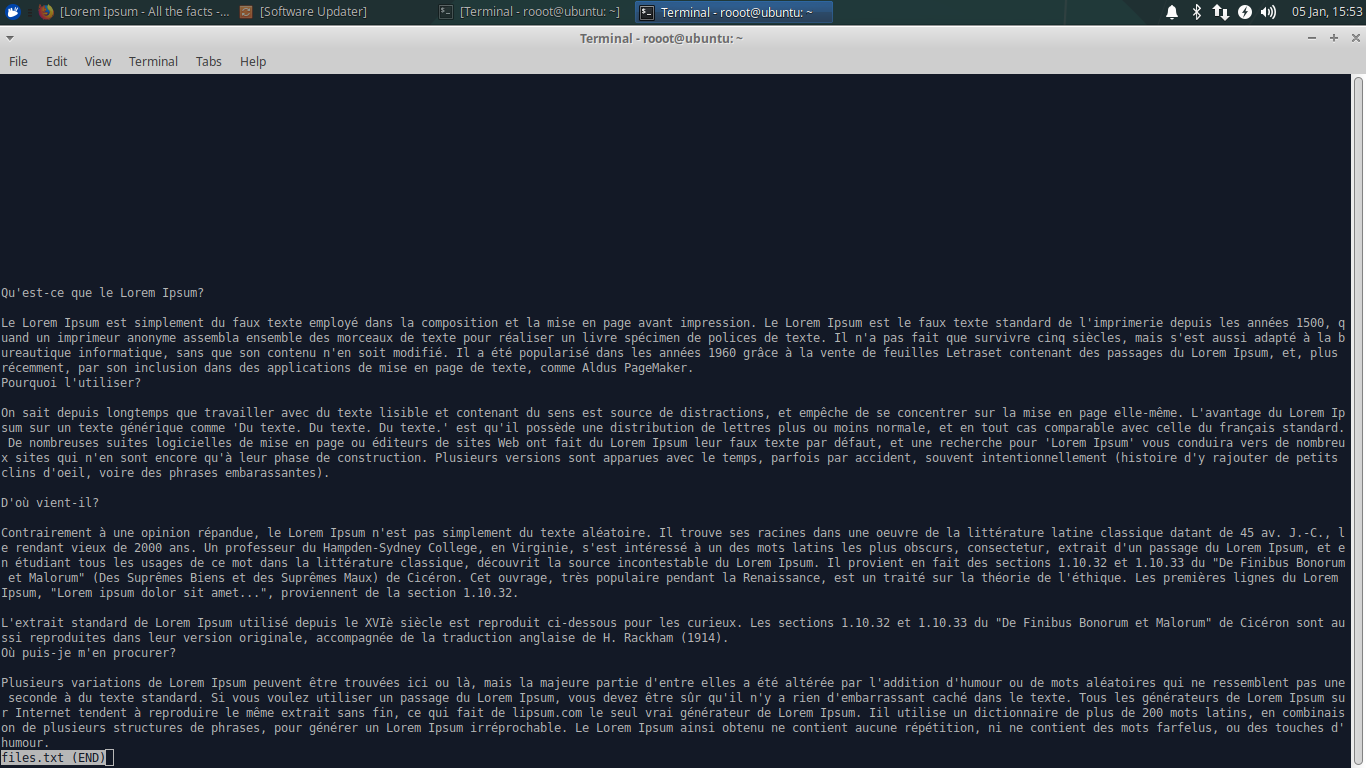 [Lorem Ipsum - All the facts -... [Software Updater] [Terminal - rooot@ubuntu: ~] Terminal - rooot@ubuntu: ~ 05 Jan, 15:53
Terminal - rooot@ubuntu: ~
File Edit View Terminal Tabs Help
Qu'est-ce que le Lorem Ipsum?
Le Lorem Ipsum est simplement du faux texte employé dans la composition et la mise en page avant impression. Le Lorem Ipsum est le faux texte standard de l'imprimerie depuis les années 1500, q
uand un imprimeur anonyme assembla ensemble des morceaux de texte pour réaliser un livre spécimen de polices de texte. Il n'a pas fait que survivre cinq siècles, mais s'est aussi adapté à la b
ureautique informatique, sans que son contenu n'en soit modifié. Il a été popularisé dans les années 1960 grâce à la vente de feuilles Letraset contenant des passages du Lorem Ipsum, et, plus
récemment, par son inclusion dans des applications de mise en page de texte, comme Aldus PageMaker.
Pourquoi l'utiliser?
On sait depuis longtemps que travailler avec du texte lisible et contenant du sens est source de distractions, et empêche de se concentrer sur la mise en page elle-même. L'avantage du Lorem Ip
sum sur un texte générique comme 'Du texte. Du texte. Du texte.' est qu'il possède une distribution de lettres plus ou moins normale, et en tout cas comparable avec celle du français standard.
De nombreuses suites logicielles de mise en page ou éditeurs de sites Web ont fait du Lorem Ipsum leur faux texte par défaut, et une recherche pour 'Lorem Ipsum' vous conduira vers de nombreu
x sites qui n'en sont encore qu'à leur phase de construction. Plusieurs versions sont apparues avec le temps, parfois par accident, souvent intentionnellement (histoire d'y rajouter de petits
clins d'oeil, voire des phrases embarassantes).
D'où vient-il?
Contrairement à une opinion répandue, le Lorem Ipsum n'est pas simplement du texte aléatoire. Il trouve ses racines dans une oeuvre de la littérature latine classique datant de 45 av. J.-C., l
e rendant vieux de 2000 ans. Un professeur du Hampden-Sydney College, en Virginie, s'est intéressé à un des mots latins les plus obscurs, consectetur, extrait d'un passage du Lorem Ipsum, et e
n étudiant tous les usages de ce mot dans la littérature classique, découvrit la source incontestable du Lorem Ipsum. Il provient en fait des sections 1.10.32 et 1.10.33 du "De Finibus Bonorum
et Malorum" (Des Suprêmes Biens et des Suprêmes Maux) de Cicéron. Cet ouvrage, très populaire pendant la Renaissance, est un traité sur la théorie de l'éthique. Les premières lignes du Lorem
Ipsum, "Lorem ipsum dolor sit amet...", proviennent de la section 1.10.32.
L'extrait standard de Lorem Ipsum utilisé depuis le XVIè siècle est reproduit ci-dessous pour les curieux. Les sections 1.10.32 et 1.10.33 du "De Finibus Bonorum et Malorum" de Cicéron sont au
ssi reproduites dans leur version originale, accompagnée de la traduction anglaise de H. Rackham (1914).
Où puis-je m'en procurer?
Plusieurs variations de Lorem Ipsum peuvent être trouvées ici ou là, mais la majeure partie d'entre elles a été altérée par l'addition d'humour ou de mots aléatoires qui ne ressemblent pas une
seconde à du texte standard. Si vous voulez utiliser un passage du Lorem Ipsum, vous devez être sûr qu'il n'y a rien d'embarrassant caché dans le texte. Tous les générateurs de Lorem Ipsum su
r Internet tendent à reproduire le même extrait sans fin, ce qui fait de lipsum.com le seul vrai générateur de Lorem Ipsum. Iil utilise un dictionnaire de plus de 200 mots latins, en combinais
on de plusieurs structures de phrases, pour générer un Lorem Ipsum irréprochable. Le Lorem Ipsum ainsi obtenu ne contient aucune répétition, ni ne contient des mots farfelus, ou des touches d'
humour.
files.txt (END)